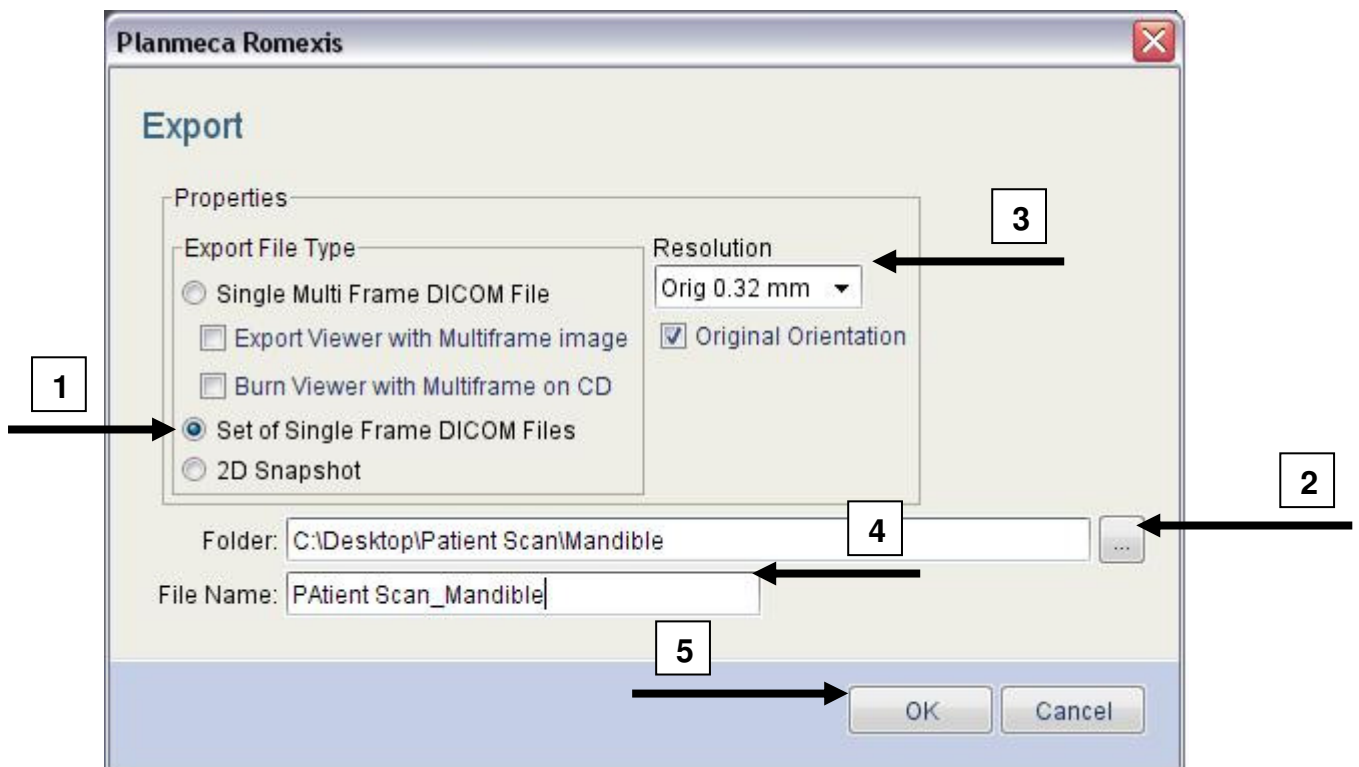 Planmeca Romexis
Export
Properties
3
Export File Type
Resolution
Single Multi Frame DICOM File
Orig 0.32 mm
Export Viewer with Multiframe image
Original Orientation
1
Burn Viewer with Multiframe on CD
Set of Single Frame DICOM Files
2D Snapshot
2
4
Folder: C:\Desktop\Patient Scan\Mandible ...
File Name: PAtient Scan_Mandible
5
OK Cancel